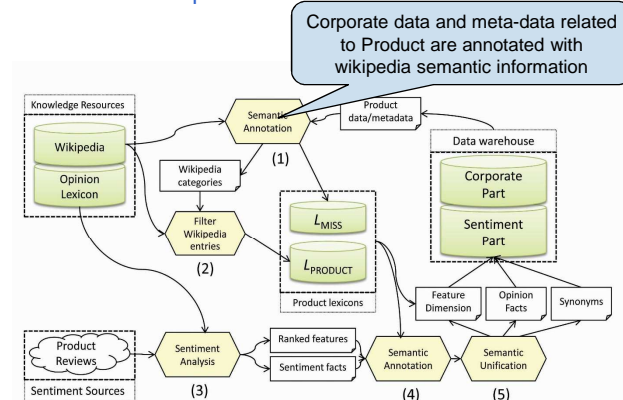 Corporate data and meta-data related
to Product are annotated with
wikipedia semantic information
Knowledge Resources
Wikipedia
Opinion
Lexicon
Semantic
Annotation
(1)
Product
data/metadata
Data warehouse
Corporate
Part
Sentiment
Part
Wikipedia
categories
Filter
Wikipedia
entries
(2)
LMISS
LPRODUCT
Product lexicons
Feature
Dimension
Opinion
Facts
Synonyms
Product
Reviews
Sentiment Sources
Sentiment
Analysis
(3)
Ranked features
Sentiment facts
Semantic
Annotation
(4)
Semantic
Unification
(5)